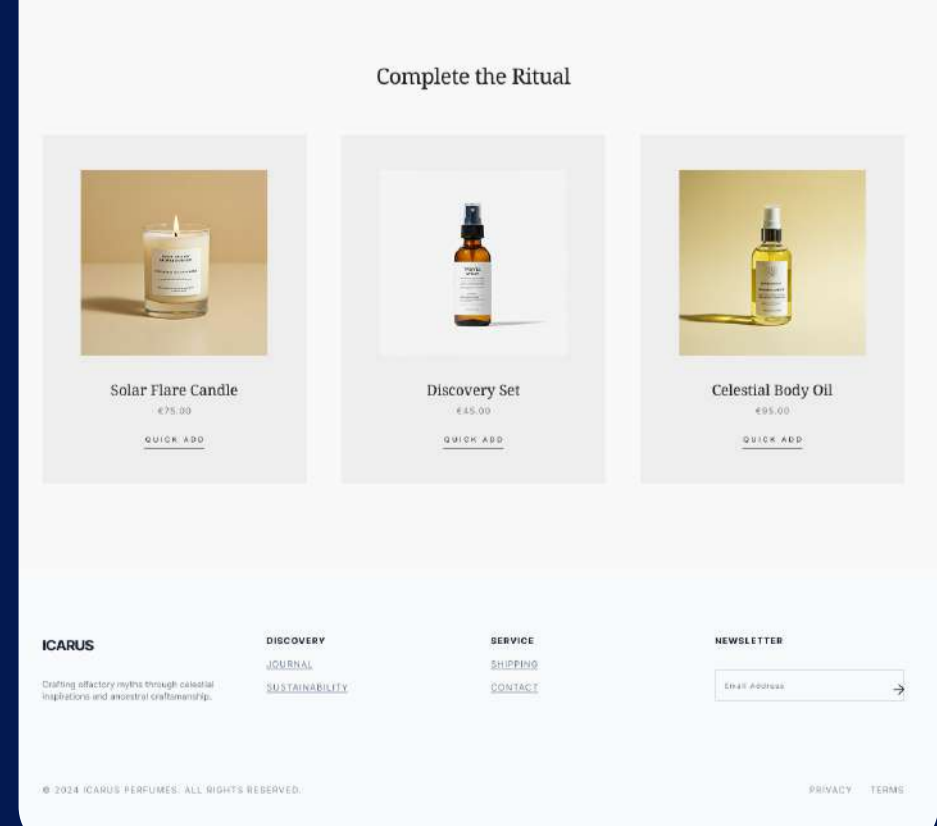 Complete the Ritual
Solar Flare Candle
€75.00
QUICK ADD
Discovery Set
€45.00
QUICK ADD
Celestial Body Oil
€95.00
QUICK ADD
ICARUS
Crafting olfactory myths through celestial
inspirations and ancestral craftsmanship.
DISCOVERY
JOURNAL
SUSTAINABILITY
SERVICE
SHIPPING
CONTACT
NEWSLETTER
Email Address
→
© 2024 ICARUS PERFUMES. ALL RIGHTS RESERVED.
PRIVACY TERMS